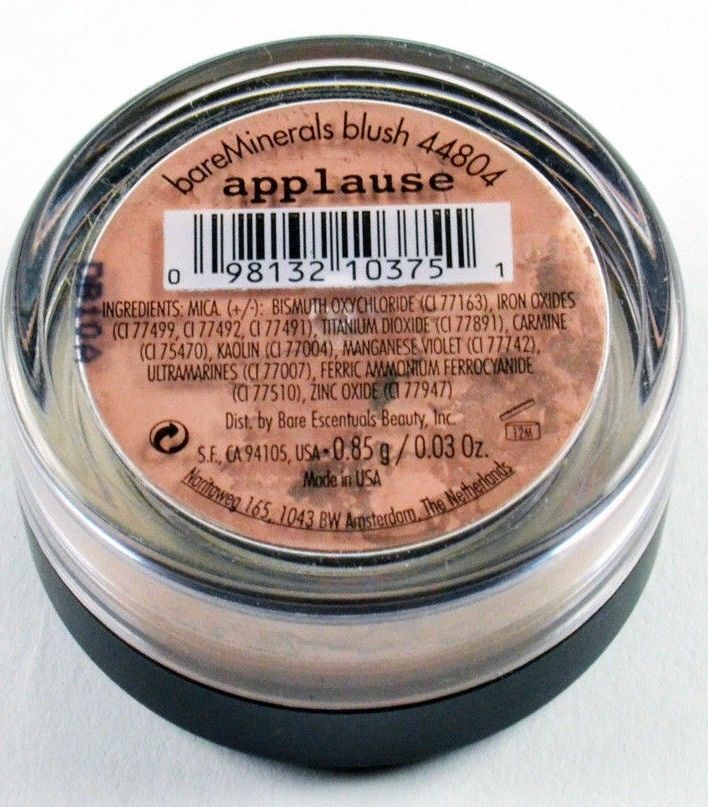 bareMinerals blush 44804
applause
0 98132 10375 1
INGREDIENTS: MICA. (+/-): BISMUTH OXYCHLORIDE (CI 77163), IRON OXIDES
(CI 77499, CI 77492, CI 77491) TITANIUM DIOXIDE (CI 77891), CARMINE
(CI 75470), KAOLIN (CI 77004), MANGANESE VIOLET (CI 77742),
ULTRAMARINES (CI 77007), FERRIC AMMONIUM FERROCYANIDE
(CI 77510), ZINC OXIDE (CI 77947)
Dist. by Bare Escentuals Beauty, Inc.
S.F., CA 94105, USA • 0.85 g / 0.03 Oz.
12M
Made in USA
Naritaweg 165, 1043 BW Amsterdam, The Netherlands